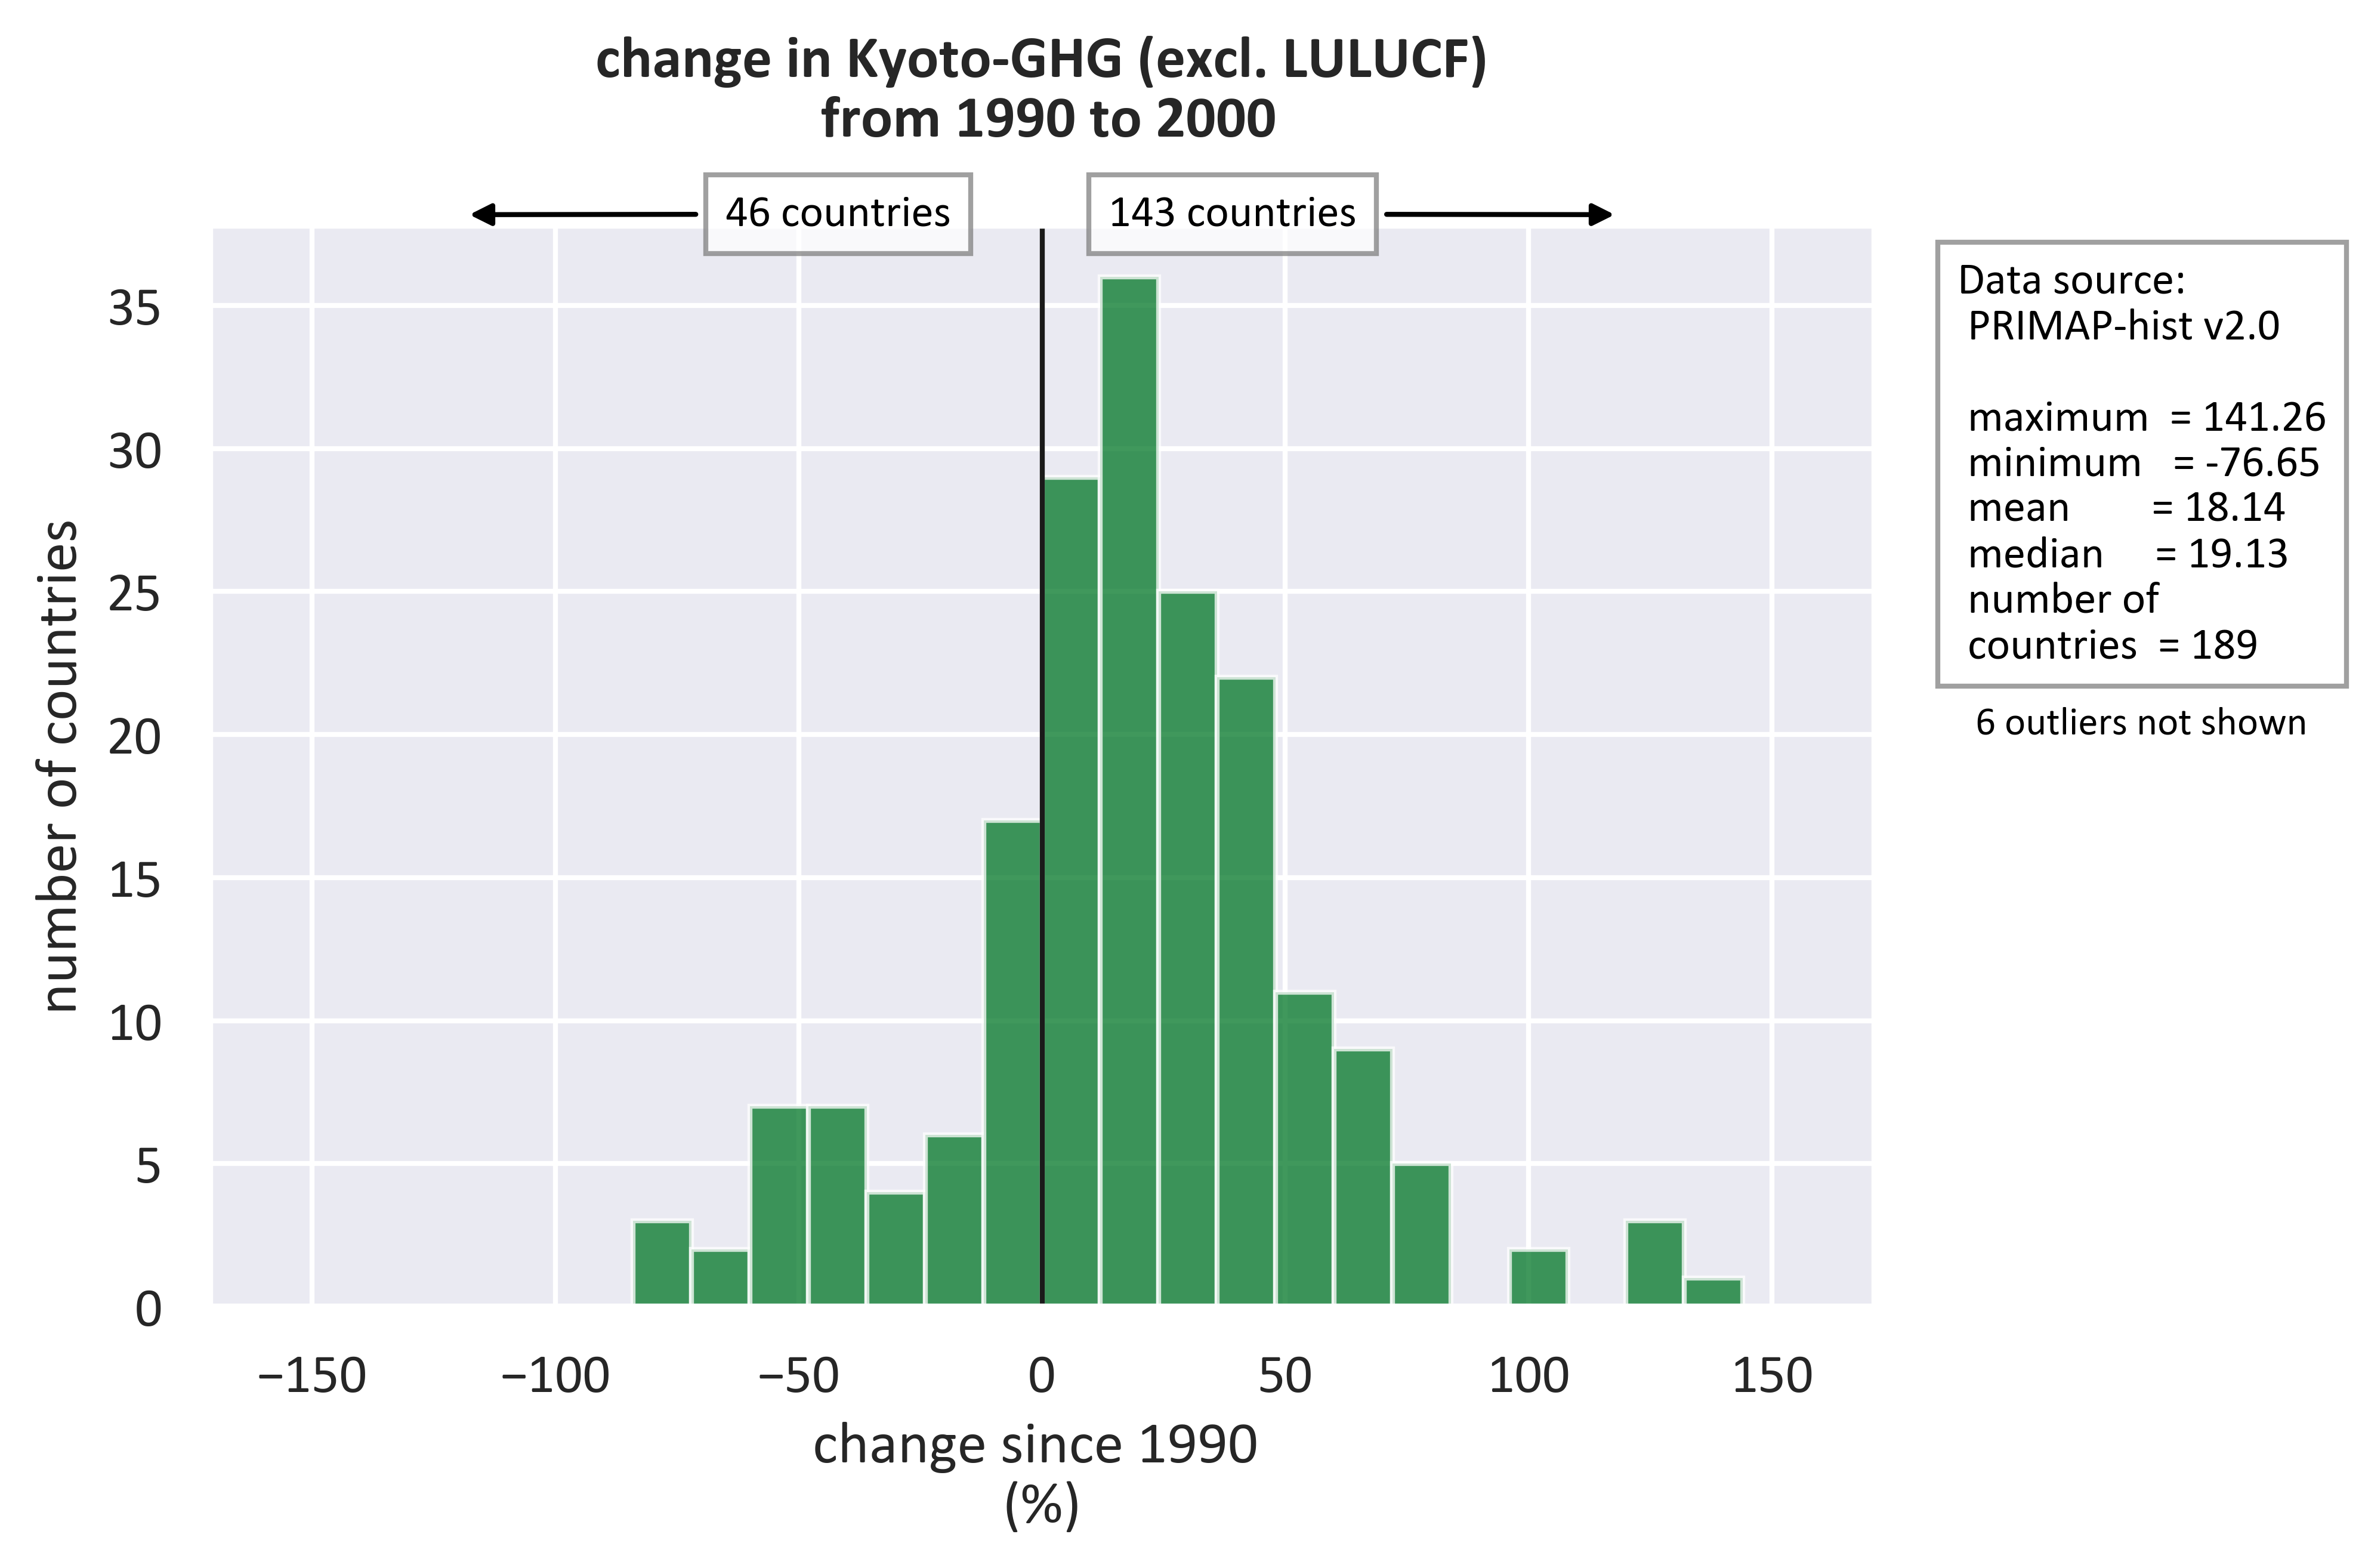 change in Kyoto-GHG (excl. LULUCF)
from 1990 to 2000
46 countries
143 countries
35
30
25
20
15
10
5
0
number of countries
−150
−100
−50
0
50
100
150
change since 1990
(%)
Data source:
PRIMAP-hist v2.0
maximum = 141.26
minimum = -76.65
mean = 18.14
median = 19.13
number of
countries = 189
6 outliers not shown